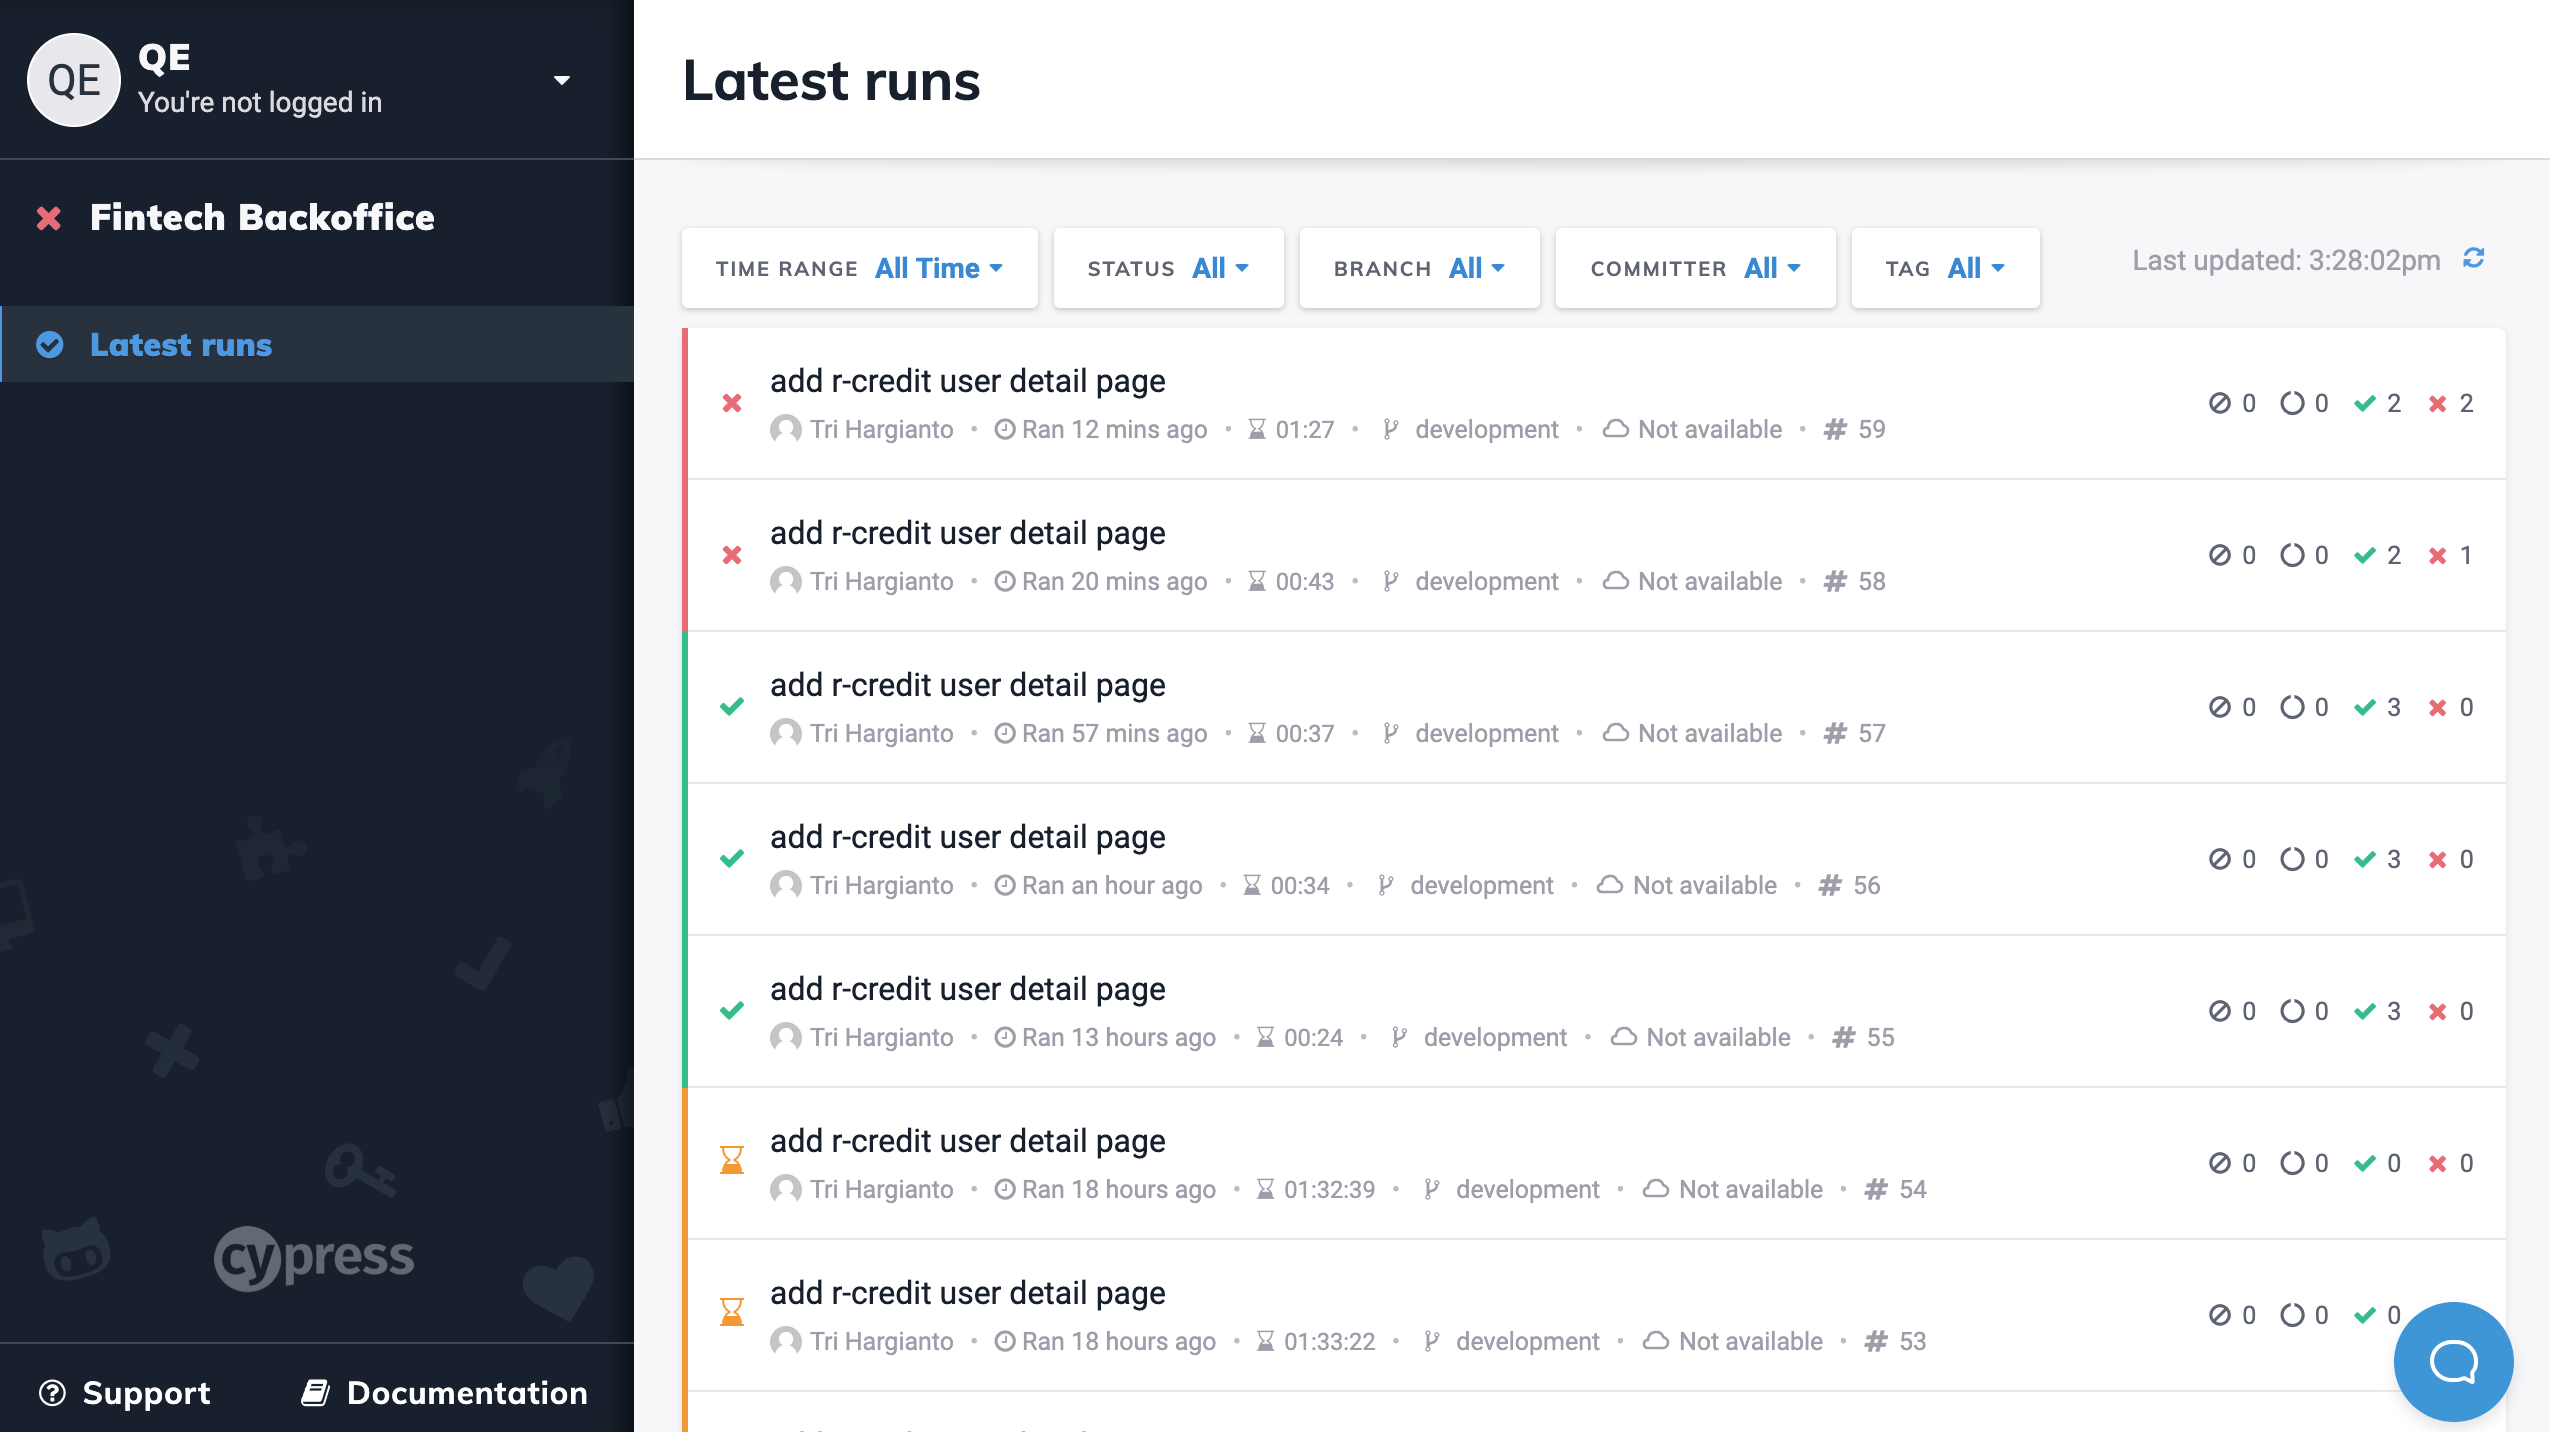 QE
QE
You're not logged in
Fintech Backoffice
Latest runs
cypress
Support
Documentation
Latest runs
TIME RANGE All Time
STATUS All
BRANCH All
COMMITTER All
TAG All
Last updated: 3:28:02pm
add r-credit user detail page
Tri Hargianto • Ran 12 mins ago • 01:27 • development • Not available • # 59
0 0 2 2
add r-credit user detail page
Tri Hargianto • Ran 20 mins ago • 00:43 • development • Not available • # 58
0 0 2 1
add r-credit user detail page
Tri Hargianto • Ran 57 mins ago • 00:37 • development • Not available • # 57
0 0 3 0
add r-credit user detail page
Tri Hargianto • Ran an hour ago • 00:34 • development • Not available • # 56
0 0 3 0
add r-credit user detail page
Tri Hargianto • Ran 13 hours ago • 00:24 • development • Not available • # 55
0 0 3 0
add r-credit user detail page
Tri Hargianto • Ran 18 hours ago • 01:32:39 • development • Not available • # 54
0 0 0 0
add r-credit user detail page
Tri Hargianto • Ran 18 hours ago • 01:33:22 • development • Not available • # 53
0 0 0